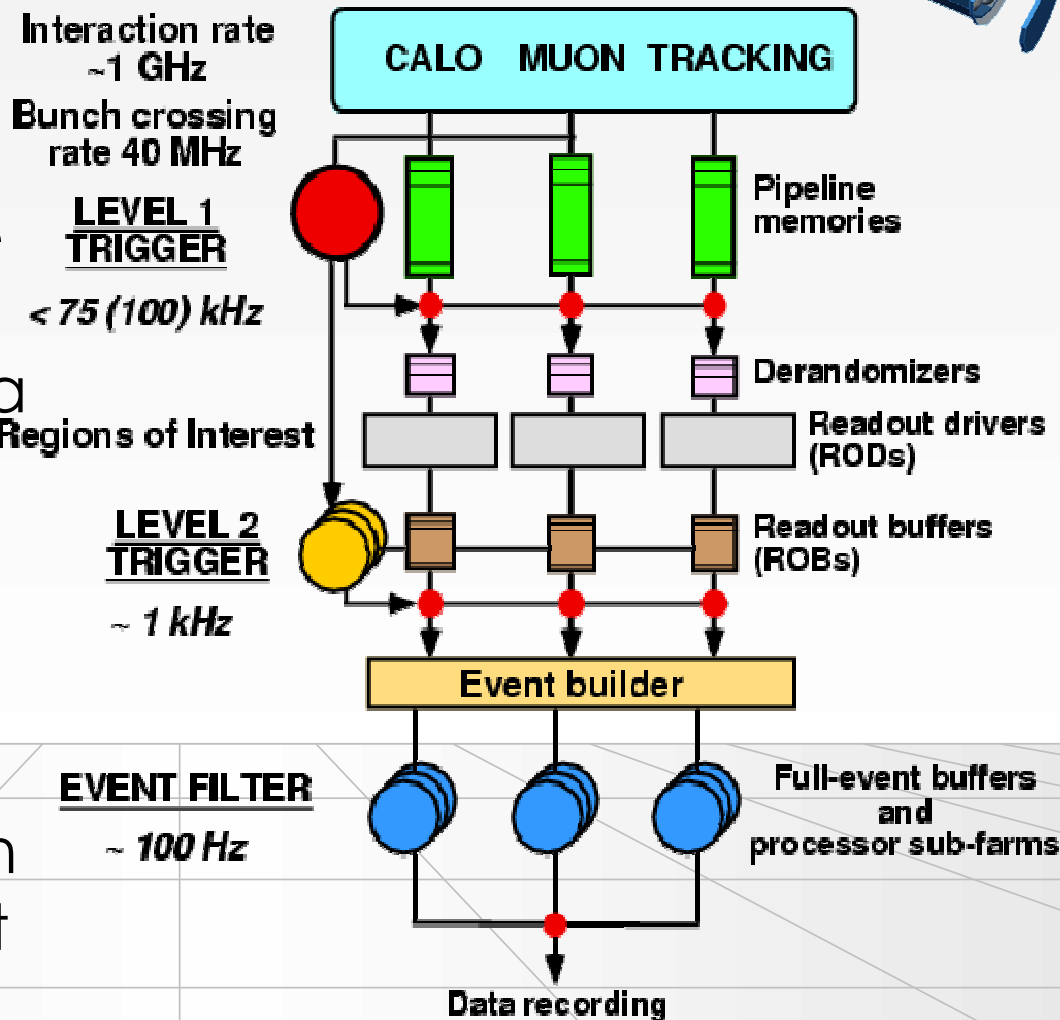 Interaction rate
~1 GHz
Bunch crossing
rate 40 MHz
CALO MUON TRACKING
LEVEL 1
TRIGGER
< 75 (100) kHz
Pipeline
memories
Derandomizers
a
Regions of Interest
Readout drivers
(RODs)
LEVEL 2
TRIGGER
~ 1 kHz
Readout buffers
(ROBs)
Event builder
EVENT FILTER
~ 100 Hz
Full-event buffers
and
processor sub-farms
n
t
Data recording